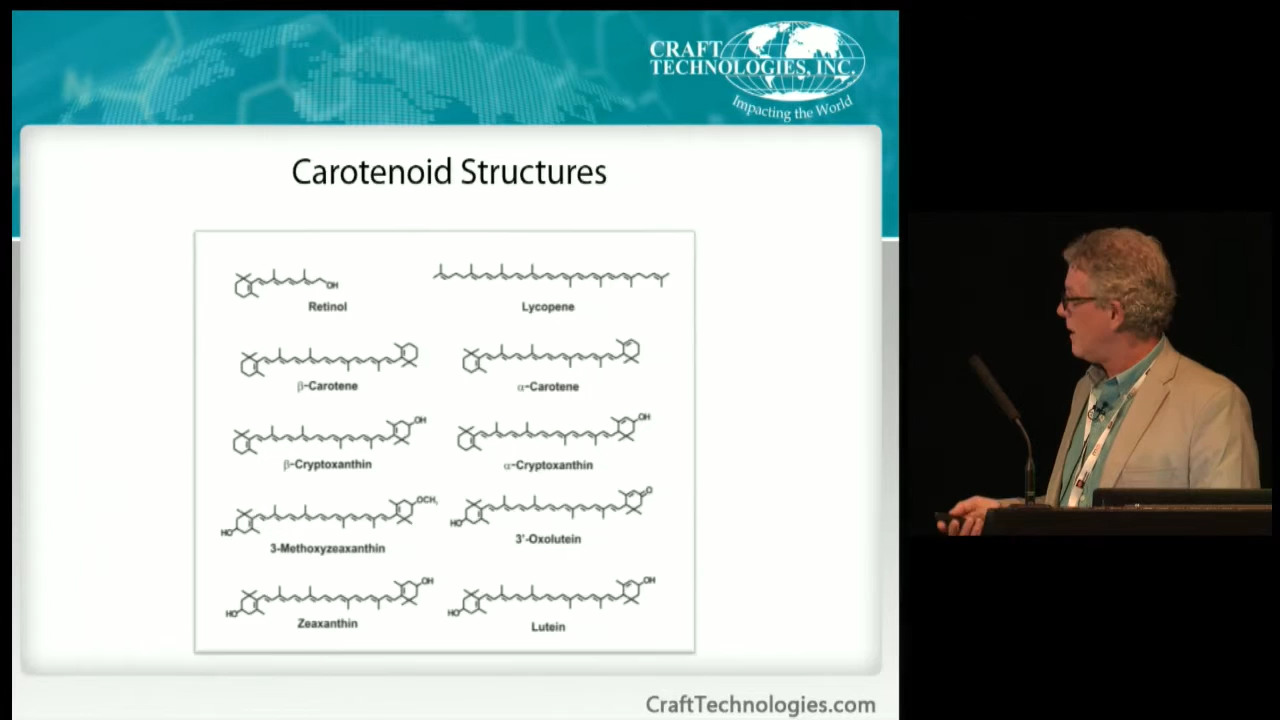 CRAFT
TECHNOLOGIES, INC.
Impacting the World
Carotenoid Structures
OH
Retinol
Lycopene
β-Carotene
α-Carotene
OH
β-Cryptoxanthin
OH
α-Cryptoxanthin
OCH,
HO
3-Methoxyzeaxanthin
O
HO
3'-Oxolutein
OH
HO
Zeaxanthin
OH
HO
Lutein
CraftTechnologies.com